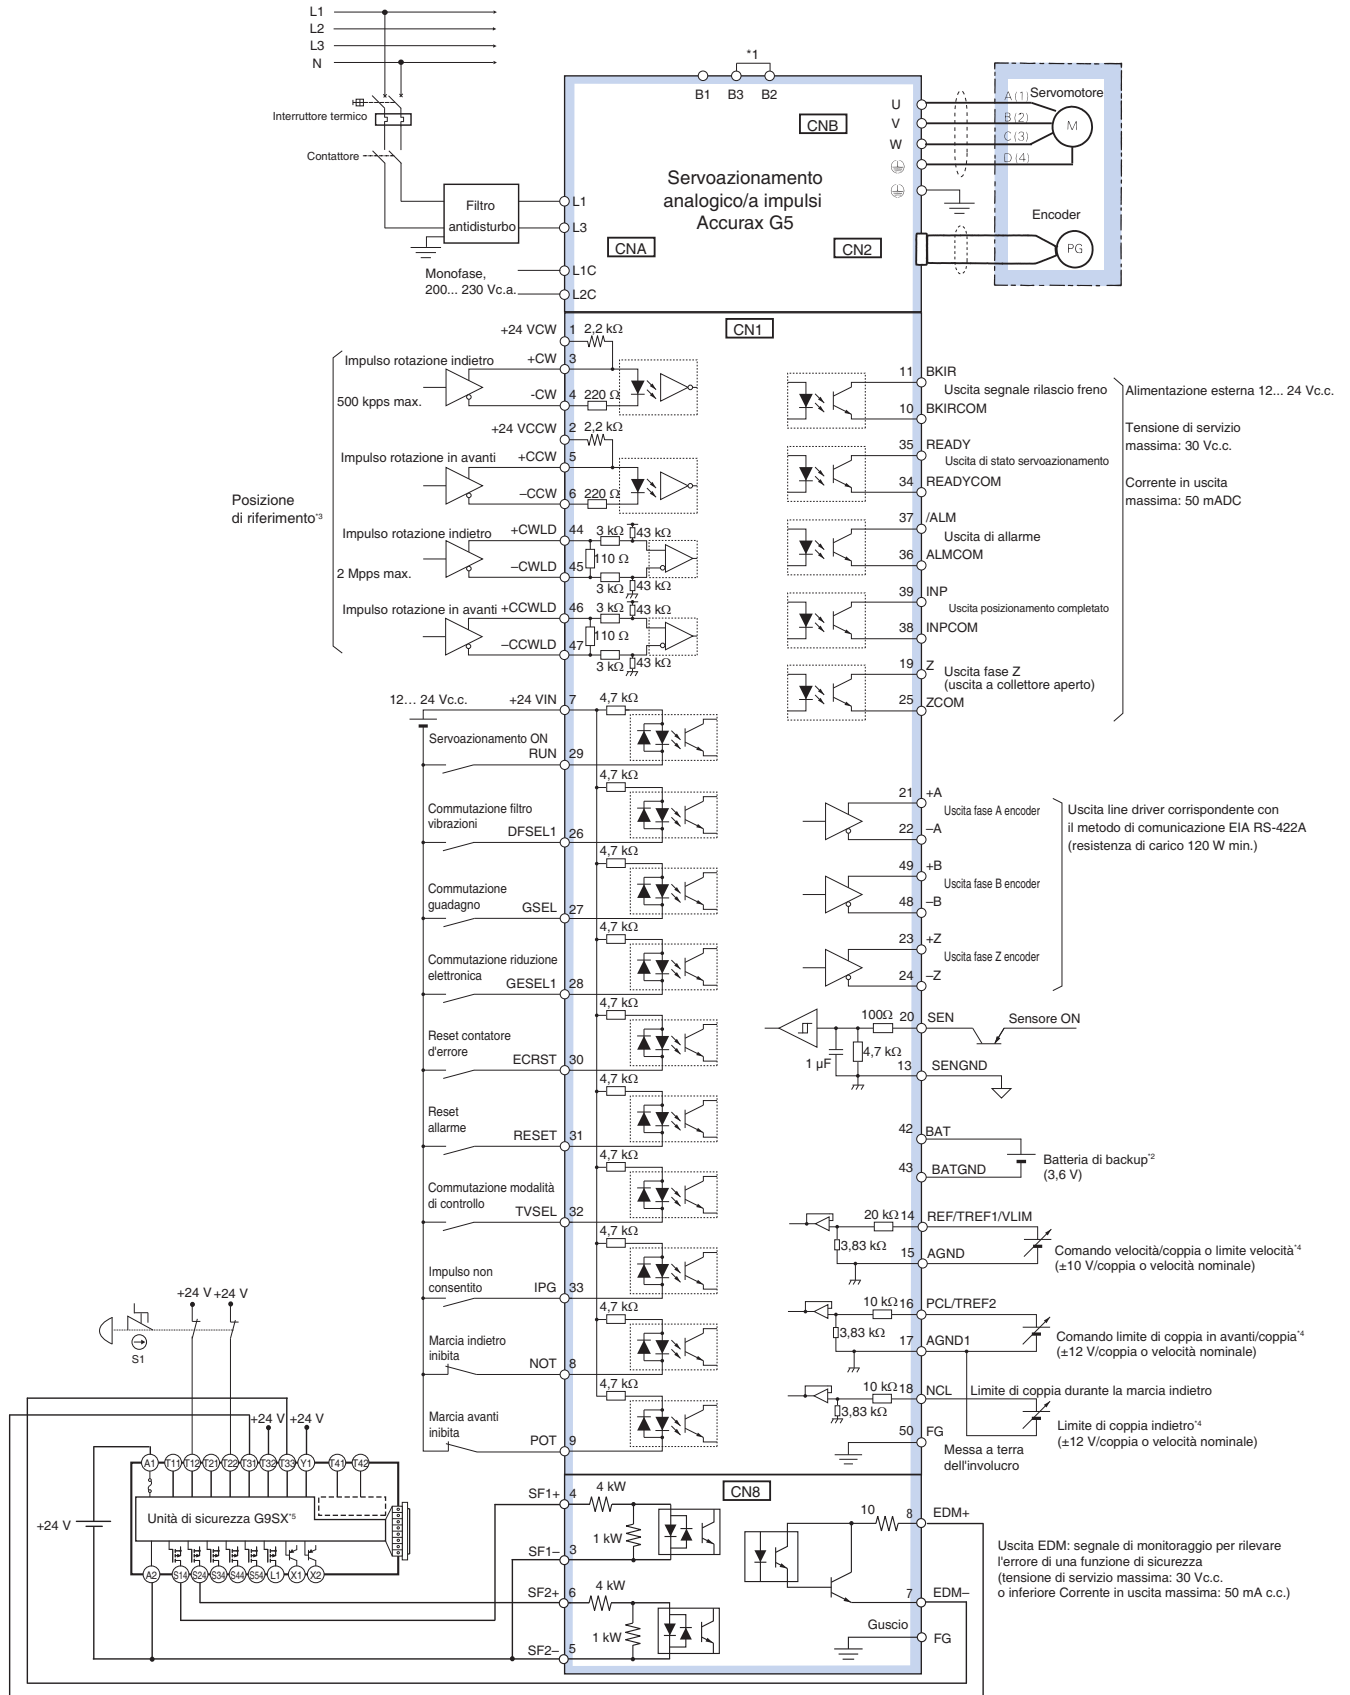 L1
L2
L3
N
Interruttore termico
Contattore
Filtro
antidisturbo
*1
B1 B3 B2
CNB
U
V
W
A (1)
B (2)
C (3)
D (4)
Servomotore
M
Servoazionamento
analogico/a impulsi
Accurax G5
L1
L3
CNA
CN2
Encoder
PG
Monofase,
200... 230 Vc.a.
L1C
L2C
CN1
+24 VCW 1 2,2 kΩ
Impulso rotazione indietro
+CW 3
500 kpps max.
-CW 4 220 Ω
+24 VCCW 2 2,2 kΩ
Impulso rotazione in avanti
+CCW 5
–CCW 6 220 Ω
Posizione
di riferimento*3
Impulso rotazione indietro
+CWLD 44 3 kΩ 43 kΩ
110 Ω
2 Mpps max.
–CWLD 45
3 kΩ 43 kΩ
Impulso rotazione in avanti +CCWLD 46 3 kΩ 43 kΩ
110 Ω
–CCWLD 47
3 kΩ 43 kΩ
12... 24 Vc.c.
+24 VIN 7 4,7 kΩ
Servoazionamento ON
RUN 29
4,7 kΩ
Commutazione filtro
vibrazioni
DFSEL1 26
4,7 kΩ
Commutazione
guadagno
GSEL 27
4,7 kΩ
Commutazione riduzione
elettronica
GESEL1 28
4,7 kΩ
Reset contatore
d'errore
ECRST 30
4,7 kΩ
Reset
allarme
RESET 31
4,7 kΩ
Commutazione modalità
di controllo
TVSEL 32
4,7 kΩ
Impulso non
consentito
IPG 33
4,7 kΩ
Marcia indietro
inibita
NOT 8
4,7 kΩ
Marcia avanti
inibita
POT 9
11 BKIR
Uscita segnale rilascio freno
10 BKIRCOM
35 READY
Uscita di stato servoazionamento
34 READYCOM
37 /ALM
Uscita di allarme
36 ALMCOM
39 INP
Uscita posizionamento completato
38 INPCOM
19 Z
Uscita fase Z
(uscita a collettore aperto)
25 ZCOM
Alimentazione esterna 12... 24 Vc.c.
Tensione di servizio
massima: 30 Vc.c.
Corrente in uscita
massima: 50 mADC
21 +A
Uscita fase A encoder
22 –A
49 +B
Uscita fase B encoder
48 –B
23 +Z
Uscita fase Z encoder
24 –Z
Uscita line driver corrispondente con
il metodo di comunicazione EIA RS-422A
(resistenza di carico 120 W min.)
100Ω 20 SEN
Sensore ON
4,7 kΩ
1 µF
13 SENGND
42 BAT
Batteria di backup*2
(3,6 V)
43 BATGND
20 kΩ 14 REF/TREF1/VLIM
3,83 kΩ
15 AGND
Comando velocità/coppia o limite velocità*4
(±10 V/coppia o velocità nominale)
10 kΩ 16 PCL/TREF2
3,83 kΩ
17 AGND1
Comando limite di coppia in avanti/coppia*4
(±12 V/coppia o velocità nominale)
10 kΩ 18 NCL
Limite di coppia durante la marcia indietro
3,83 kΩ
Limite di coppia indietro*4
(±12 V/coppia o velocità nominale)
50 FG
Messa a terra
dell'involucro
+24 V +24 V
S1
+24 V +24 V
A1 T11 T12 T21 T22 T31 T32 T33 Y1 T41 T42
+24 V
Unità di sicurezza G9SX*5
A2 S14 S24 S34 S44 S54 L1 X1 X2
CN8
SF1+ 4 4 kW
1 kW
SF1– 3
SF2+ 6 4 kW
1 kW
SF2– 5
10 8 EDM+
7 EDM–
Guscio
FG
Uscita EDM: segnale di monitoraggio per rilevare
l'errore di una funzione di sicurezza
(tensione di servizio massima: 30 Vc.c.
o inferiore Corrente in uscita massima: 50 mA c.c.)